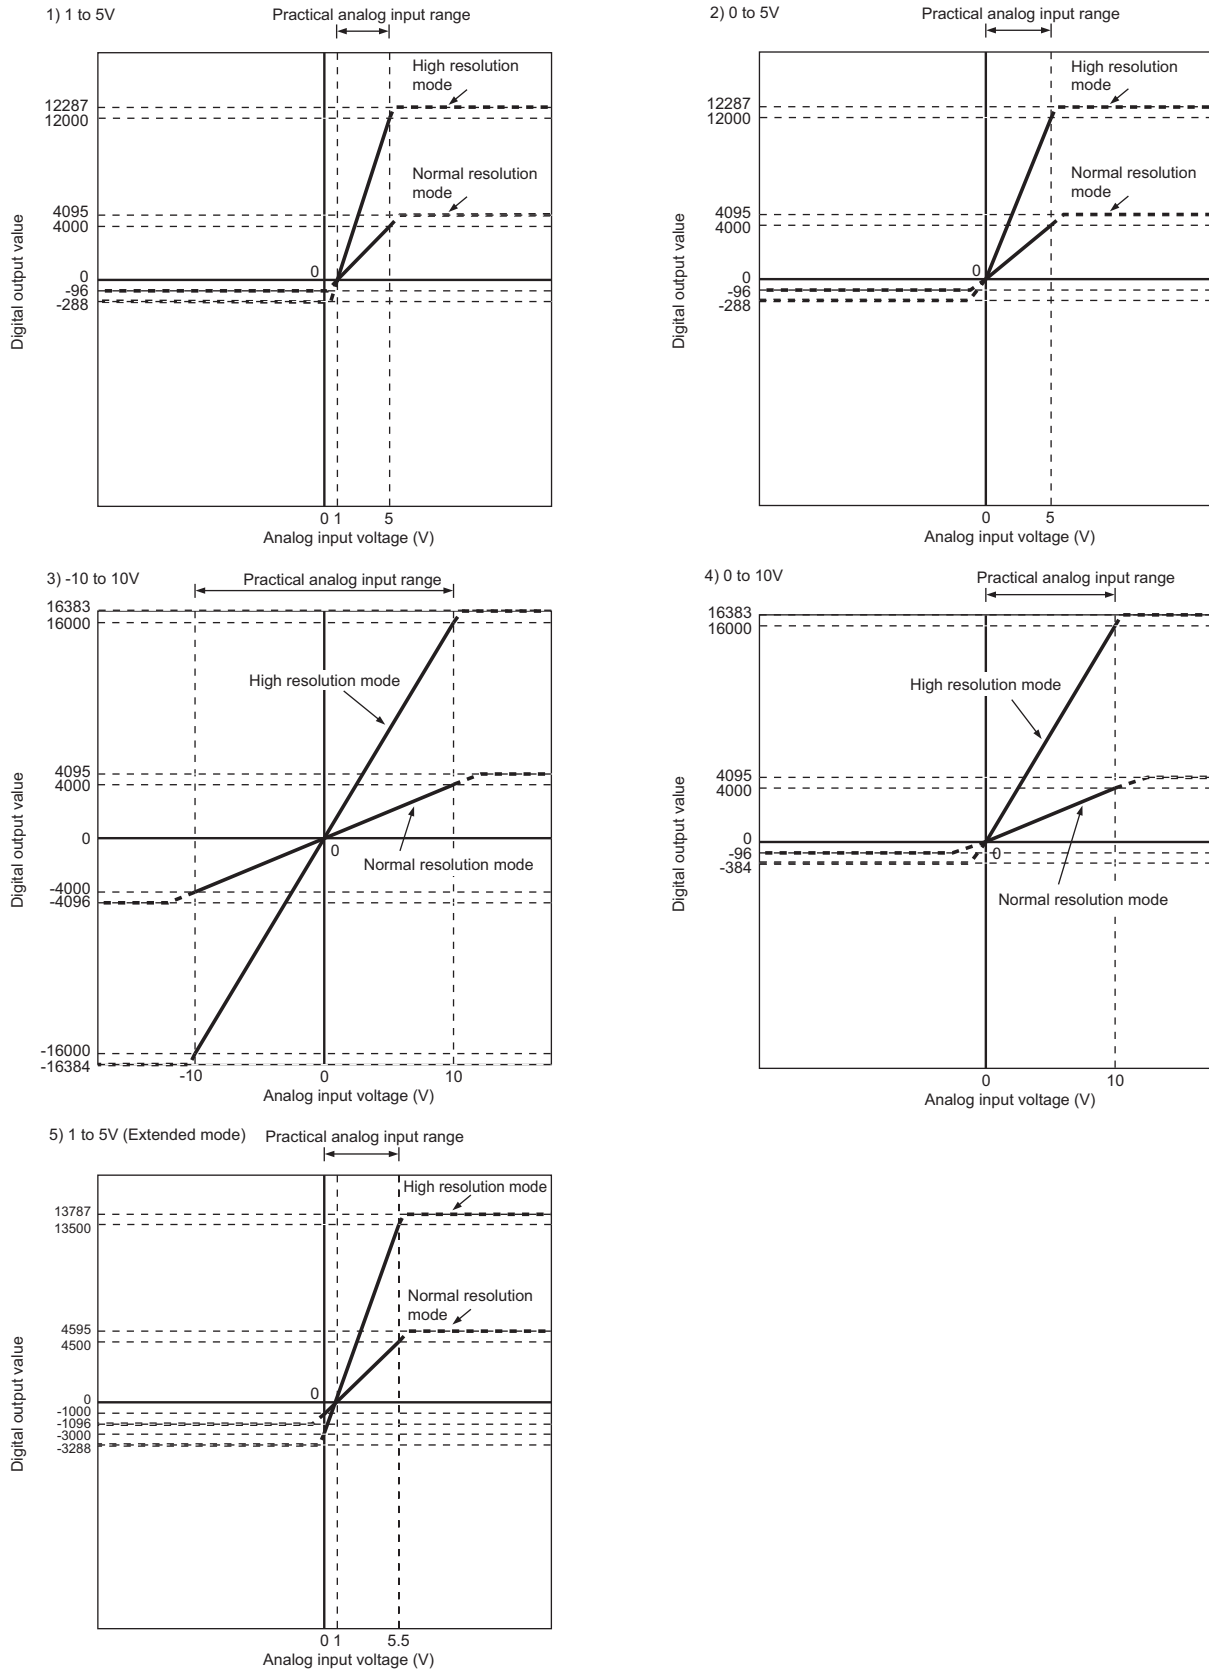 1) 1 to 5V
Practical analog input range
High resolution
mode
12287
12000
Normal resolution
mode
4095
4000
0
0
-96
-288
Digital output value
0 1
5
Analog input voltage (V)
2) 0 to 5V
Practical analog input range
High resolution
mode
12287
12000
Normal resolution
mode
4095
4000
0
0
-96
-288
Digital output value
0
5
Analog input voltage (V)
3) -10 to 10V
Practical analog input range
16383
16000
High resolution mode
4095
4000
0
0
Normal resolution mode
-4000
-4096
-16000
-16384
Digital output value
-10
0
10
Analog input voltage (V)
4) 0 to 10V
Practical analog input range
16383
16000
High resolution mode
4095
4000
0
-96
0
-384
Normal resolution mode
Digital output value
0
10
Analog input voltage (V)
5) 1 to 5V (Extended mode)
Practical analog input range
High resolution mode
13787
13500
Normal resolution
mode
4595
4500
0
0
-1000
-1096
-3000
-3288
Digital output value
0 1
5.5
Analog input voltage (V)